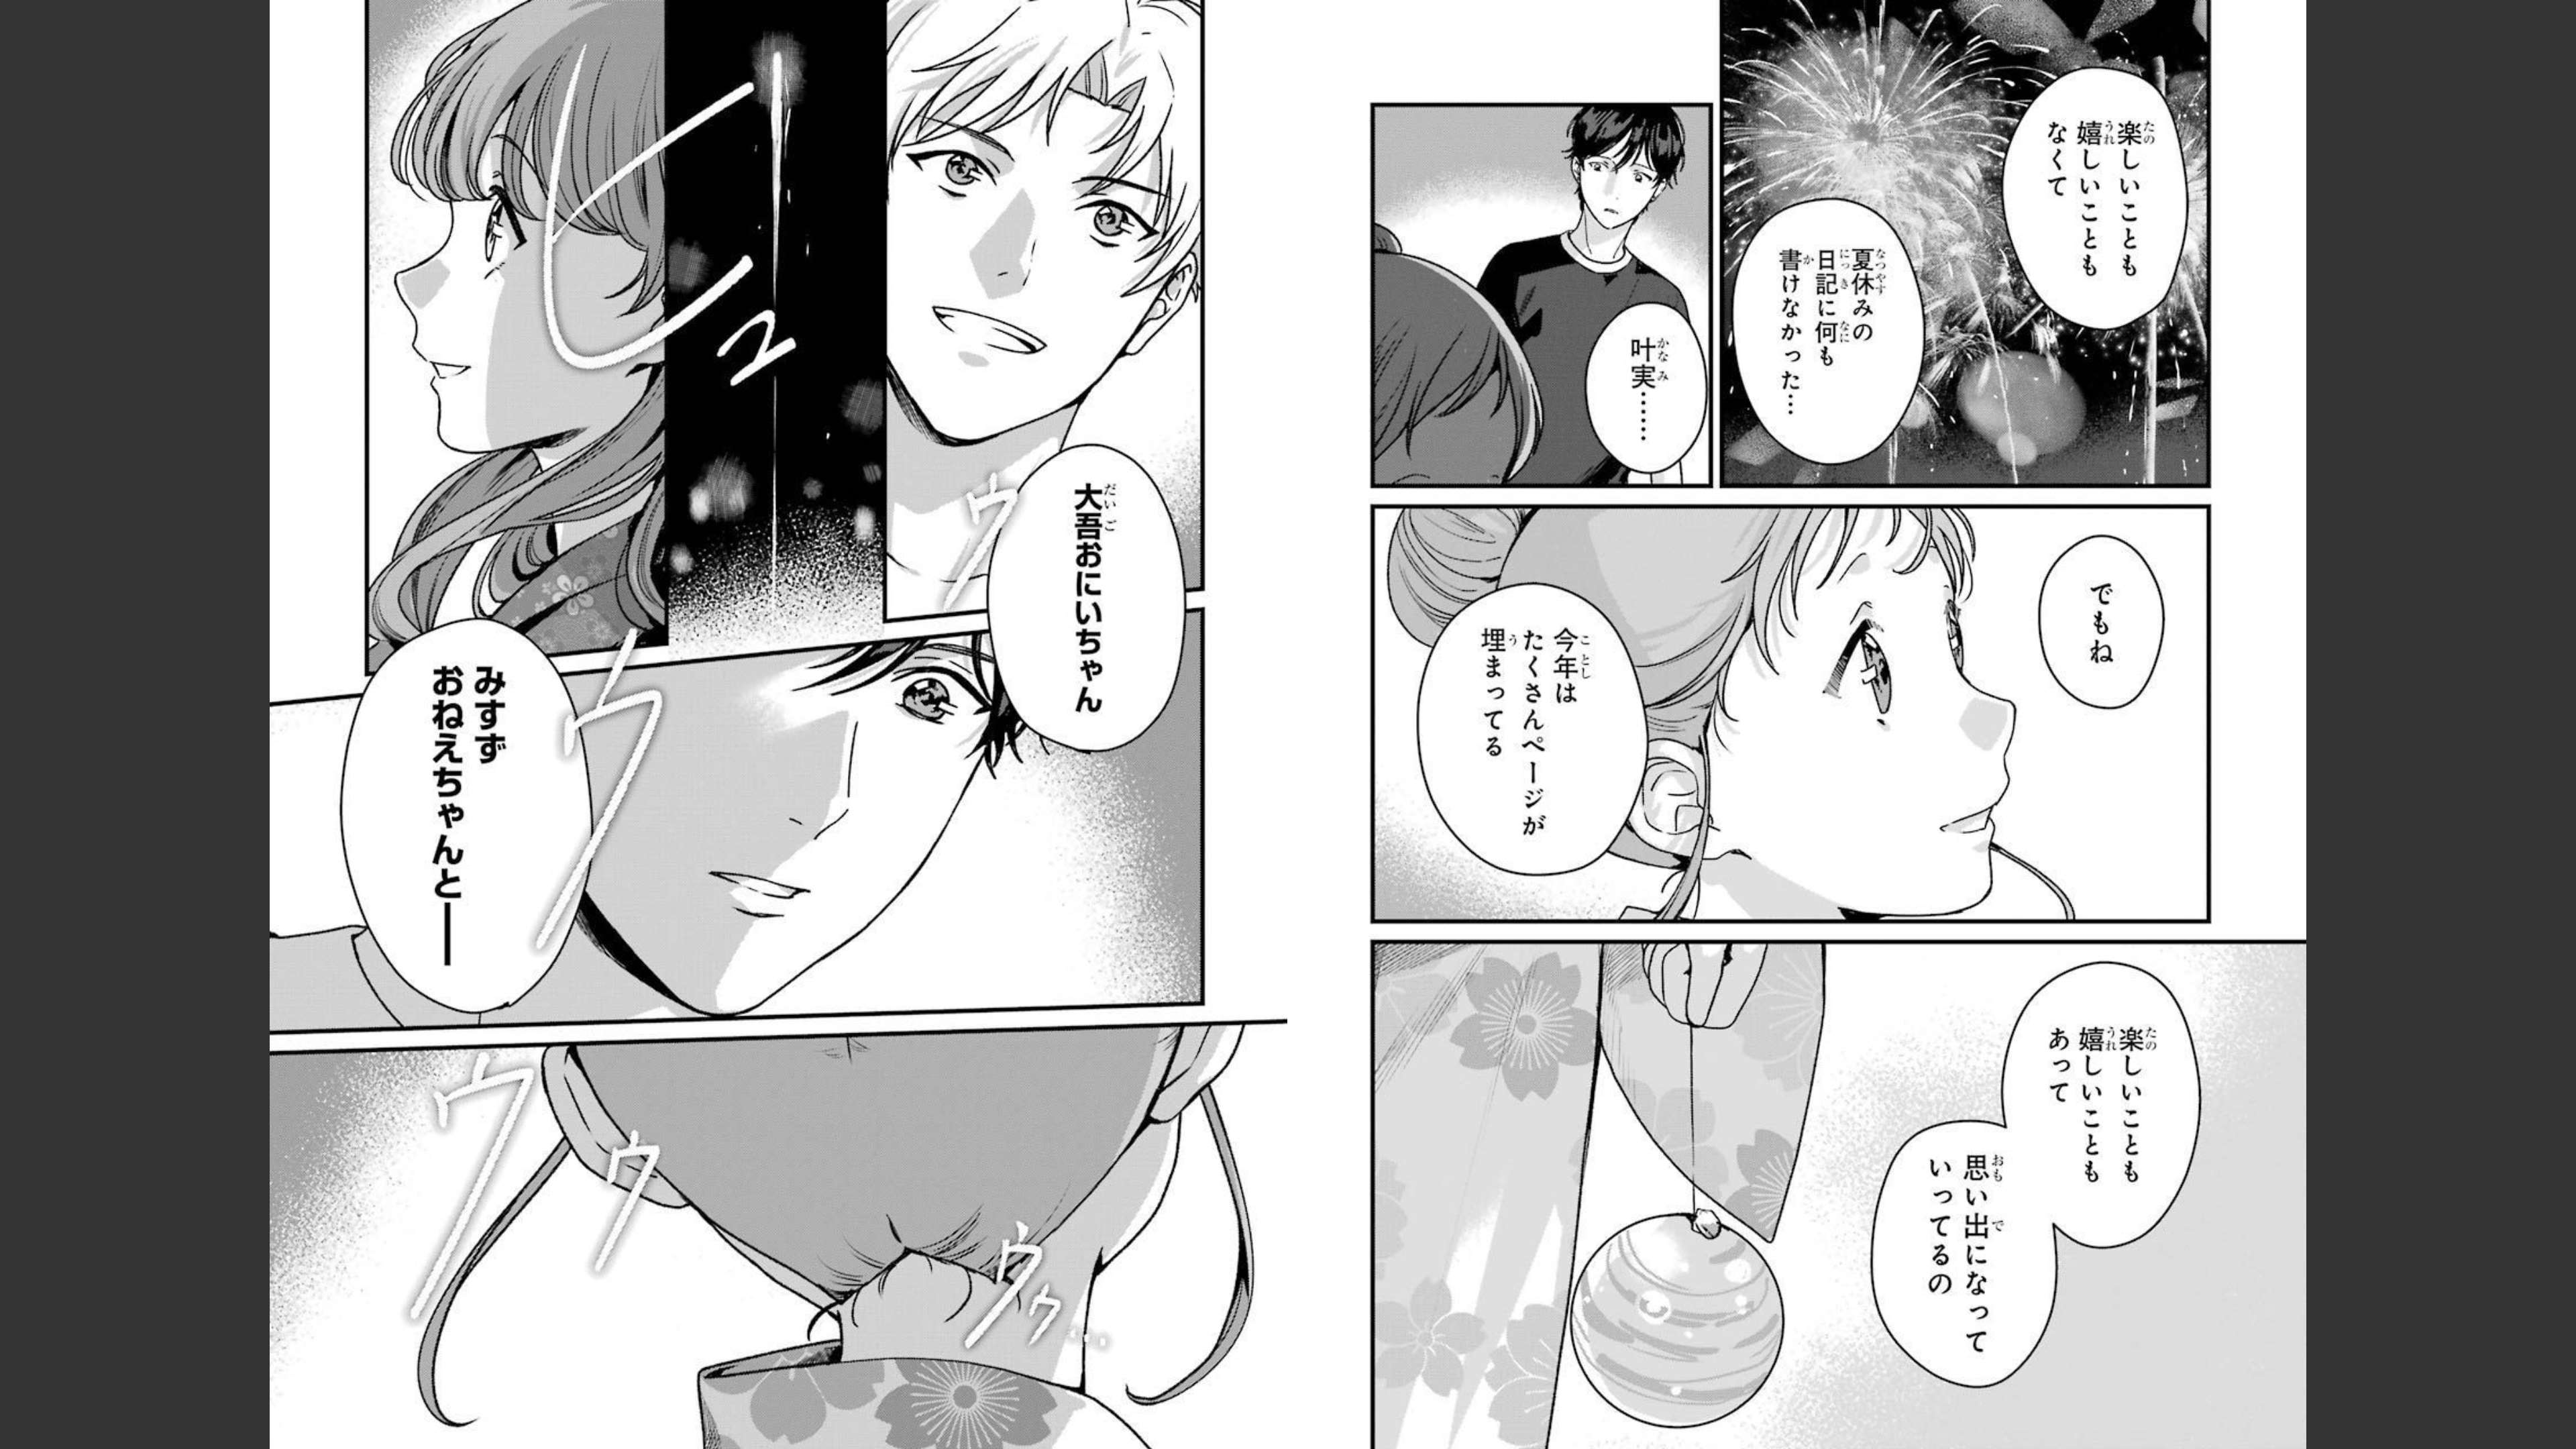 楽しいことも
嬉しいことも
なくて
夏休みの
日記に何も
書けなかった…
叶実……
でもね
今年は
たくさんページが
埋まってる
楽しいことも
嬉しいことも
あって
思い出になって
いってるの
大吾おにいちゃん
みすず
おねえちゃんと――
ヒュ
ゥ
ウ
ウ
ゥ
ゥ
ゥ…